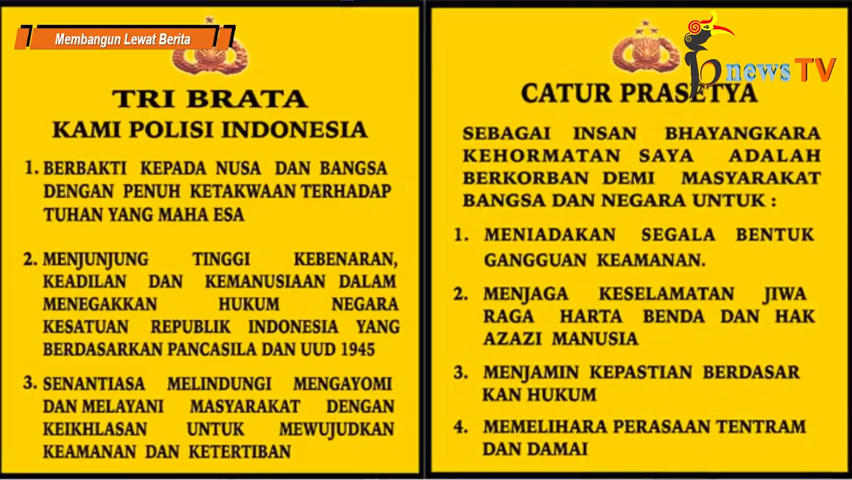 Membangun Lewat Berita
TRI BRATA
KAMI POLISI INDONESIA
1. BERBAKTI KEPADA NUSA DAN BANGSA
DENGAN PENUH KETAKWAAN TERHADAP
TUHAN YANG MAHA ESA
2. MENJUNJUNG TINGGI KEBENARAN,
KEADILAN DAN KEMANUSIAAN DALAM
MENEGAKKAN HUKUM NEGARA
KESATUAN REPUBLIK INDONESIA YANG
BERDASARKAN PANCASILA DAN UUD 1945
3. SENANTIASA MELINDUNGI MENGAYOMI
DAN MELAYANI MASYARAKAT DENGAN
KEIKHLASAN UNTUK MEWUJUDKAN
KEAMANAN DAN KETERTIBAN
bnewsTV
CATUR PRASETYA
SEBAGAI INSAN BHAYANGKARA
KEHORMATAN SAYA ADALAH
BERKORBAN DEMI MASYARAKAT
BANGSA DAN NEGARA UNTUK :
1. MENIADAKAN SEGALA BENTUK
GANGGUAN KEAMANAN.
2. MENJAGA KESELAMATAN JIWA
RAGA HARTA BENDA DAN HAK
AZAZI MANUSIA
3. MENJAMIN KEPASTIAN BERDASAR
KAN HUKUM
4. MEMELIHARA PERASAAN TENTRAM
DAN DAMAI